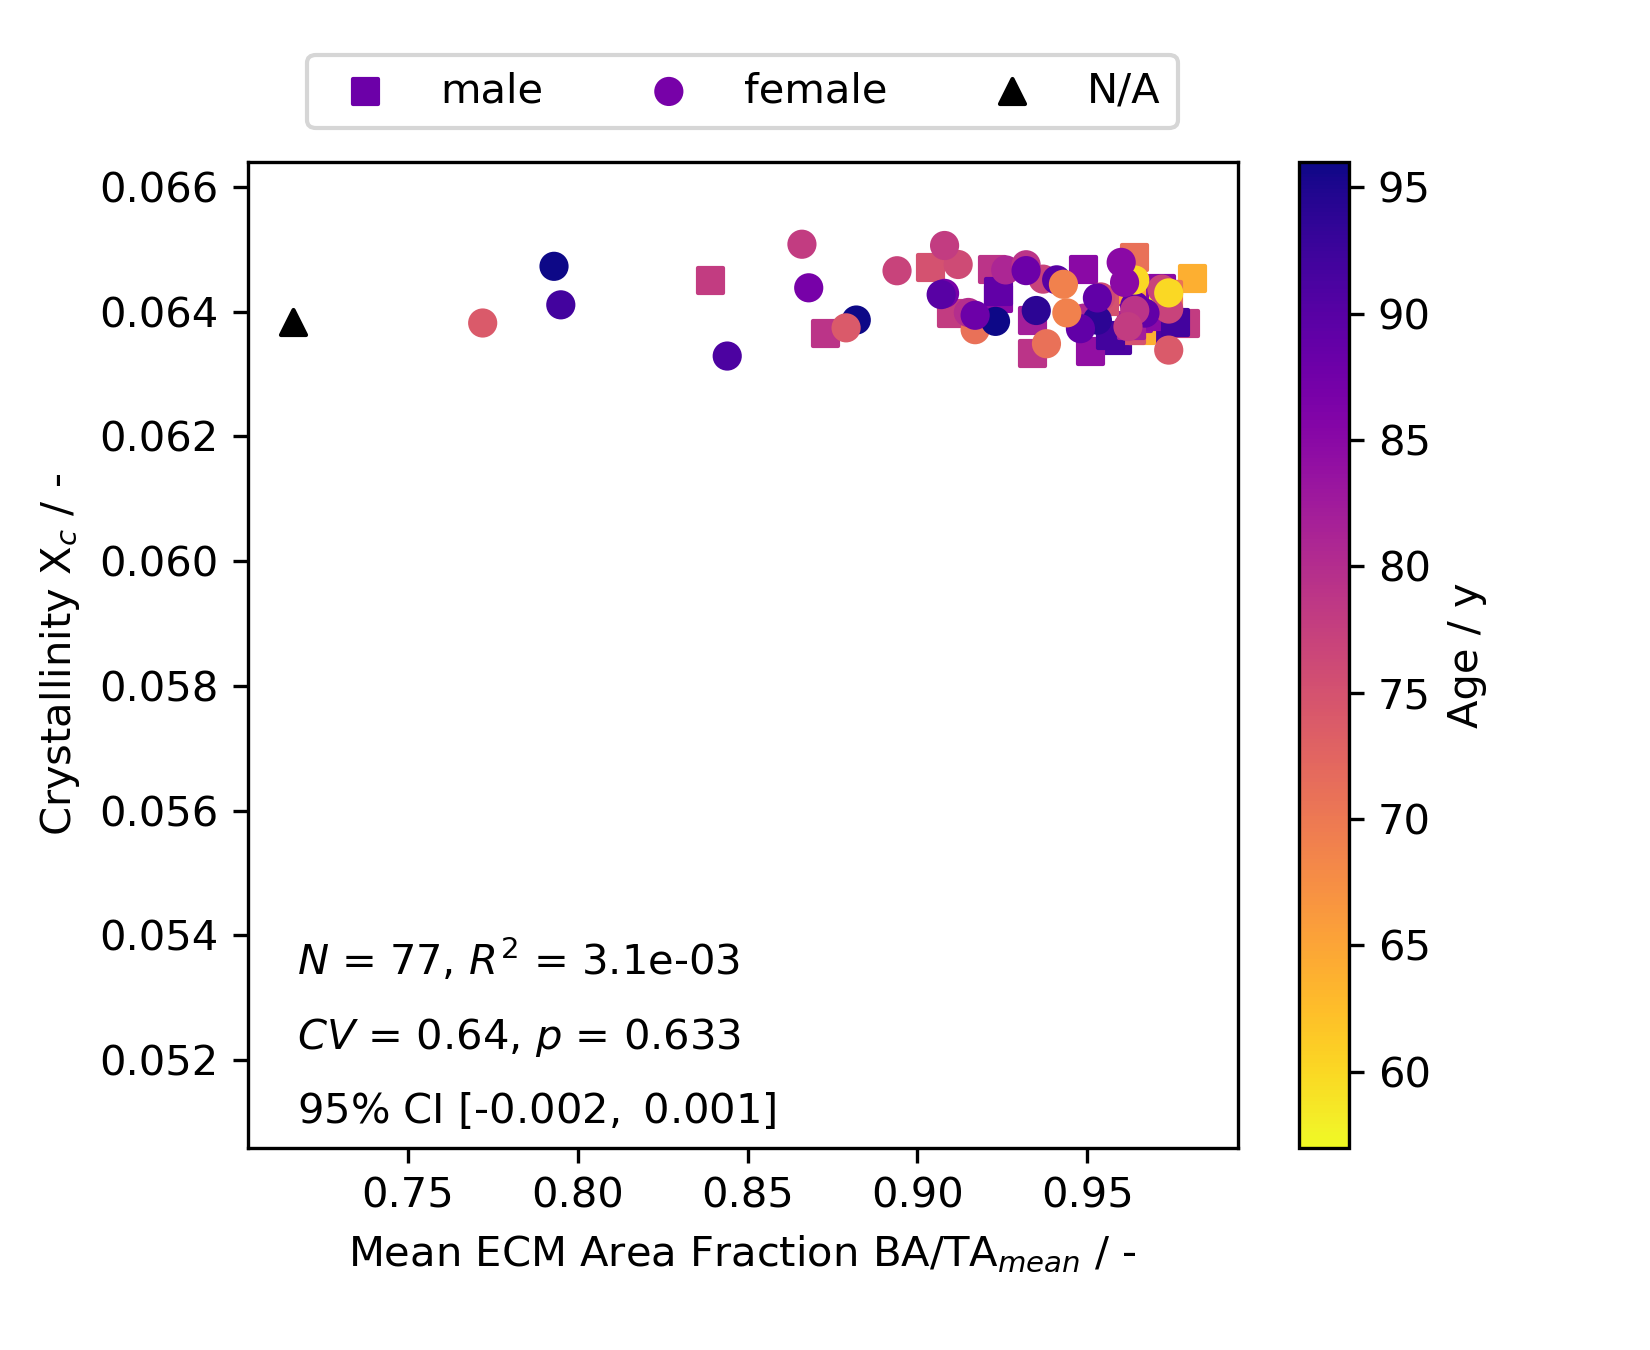 male female N/A
0.066
0.064
0.062
0.060
0.058
0.056
0.054
0.052
Crystallinity X_c / -
N = 77, R² = 3.1e-03
CV = 0.64, p = 0.633
95% CI [-0.002, 0.001]
0.75 0.80 0.85 0.90 0.95
Mean ECM Area Fraction BA/TA_mean / -
95
90
85
80
75
70
65
60
Age / y